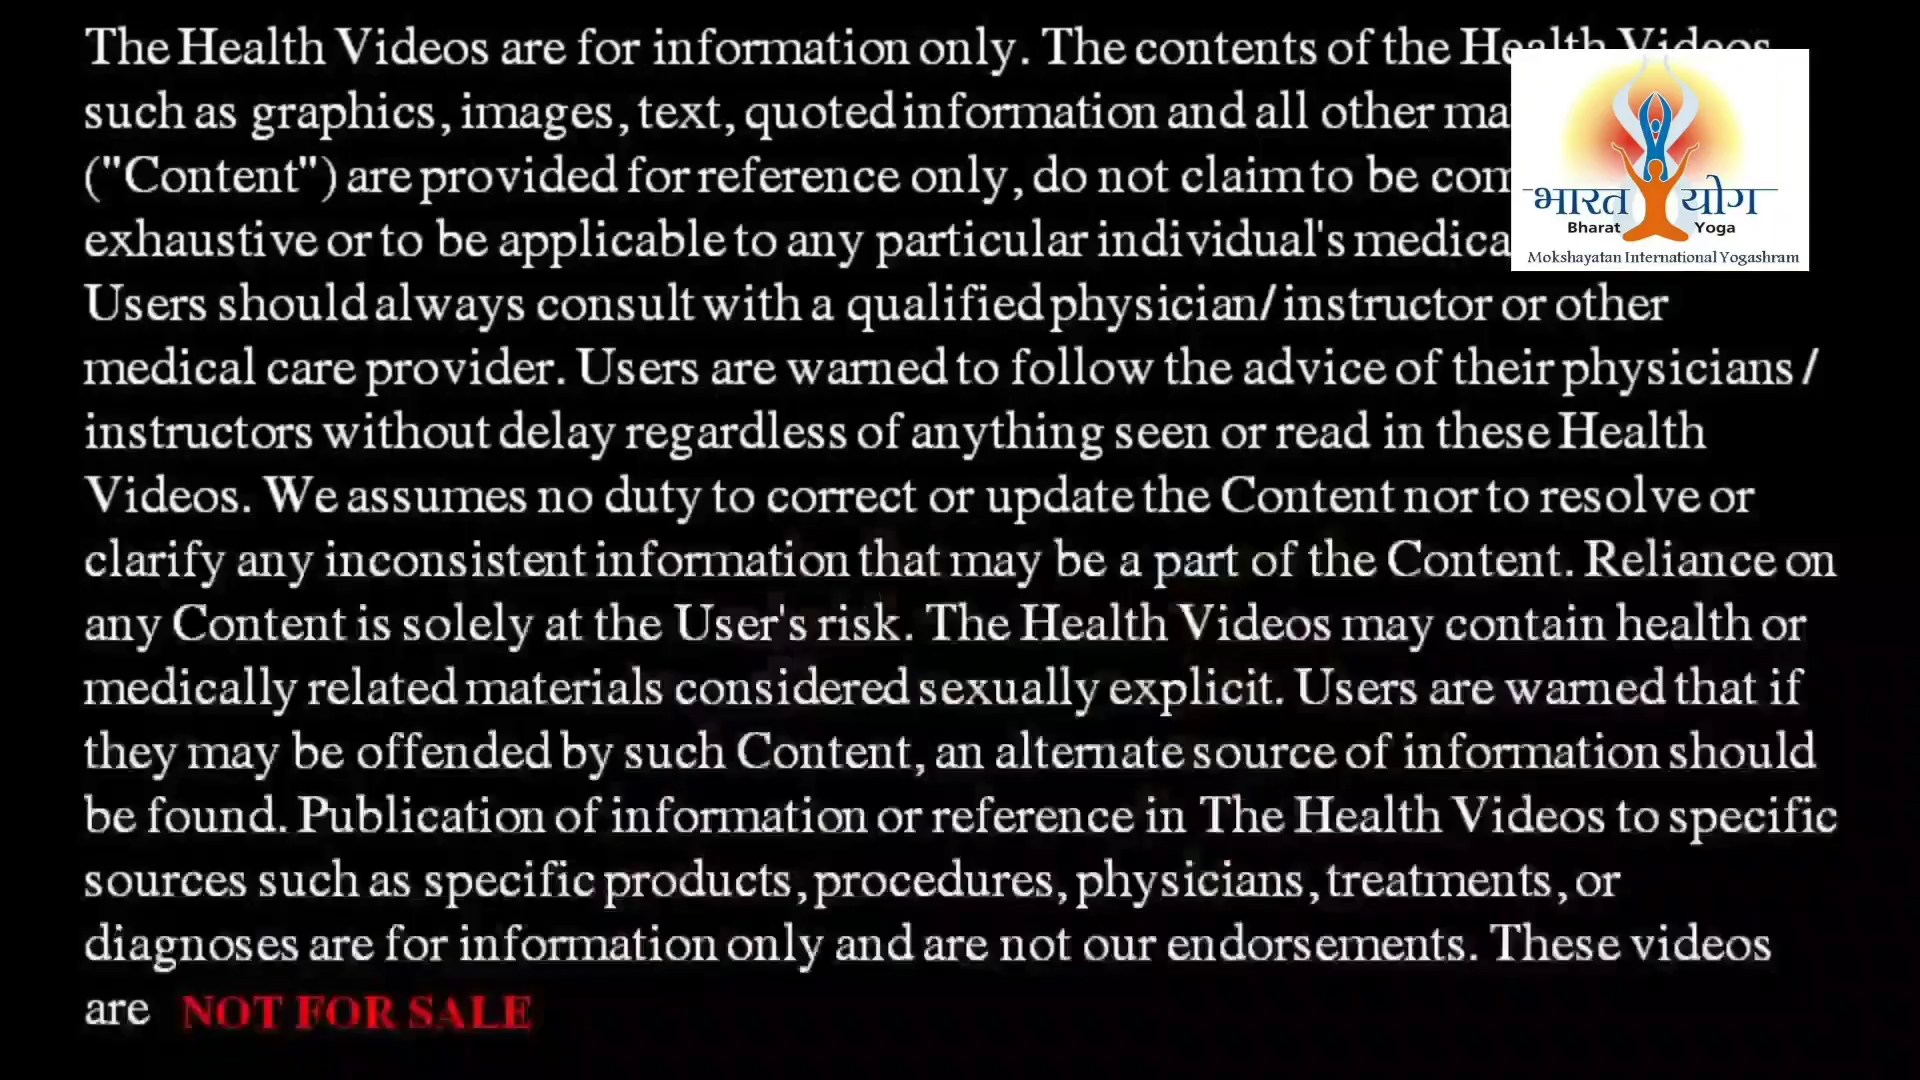 The Health Videos are for information only. The contents of the Health Videos
such as graphics, images, text, quoted information and all other
("Content") are provided for reference only, do not claim to be
exhaustive or to be applicable to any particular individual's
Users should always consult with a qualified physician/ instructor or other
medical care provider. Users are warned to follow the advice of their physicians /
instructors without delay regardless of anything seen or read in these Health
Videos. We assumes no duty to correct or update the Content nor to resolve or
clarify any inconsistent information that may be a part of the Content. Reliance on
any Content is solely at the User's risk. The Health Videos may contain health or
medically related materials considered sexually explicit. Users are warned that if
they may be offended by such Content, an alternate source of information should
be found. Publication of information or reference in The Health Videos to specific
sources such as specific products, procedures, physicians, treatments, or
diagnoses are for information only and are not our endorsements. These videos
are NOT FOR SALE
भारत योग
Bharat Yoga
Mokshayatan International Yogashram